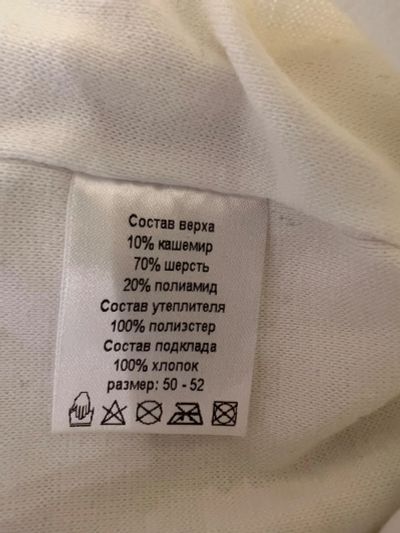 Состав верха
10% кашемир
70% шерсть
20% полиамид
Состав утеплителя
100% полиэстер
Состав подклада
100% хлопок
размер: 50 - 52